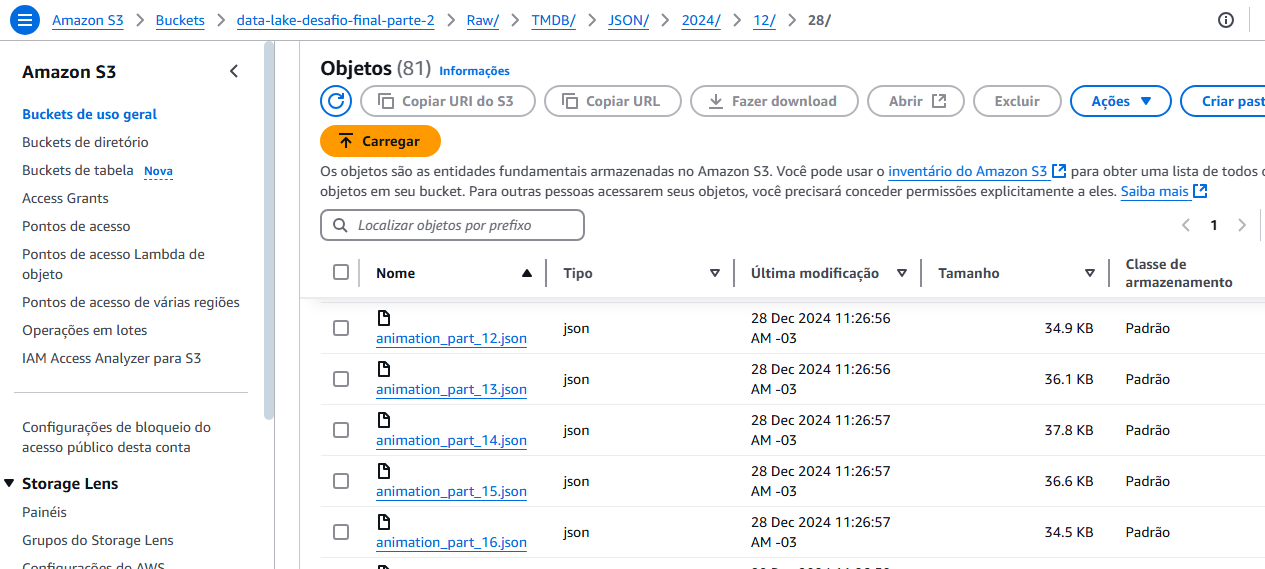 Amazon S3 > Buckets > data-lake-desafio-final-parte-2 > Raw/ > TMDB/ > JSON/ > 2024/ > 12/ > 28/
Amazon S3
Buckets de uso geral
Buckets de diretório
Buckets de tabela Nova
Access Grants
Pontos de acesso
Pontos de acesso Lambda de
objeto
Pontos de acesso de várias regiões
Operações em lotes
IAM Access Analyzer para S3
Configurações de bloqueio do
acesso público desta conta
Storage Lens
Painéis
Grupos do Storage Lens
Configurações do AWS
Objetos (81) Informações
Copiar URI do S3 Copiar URL Fazer download Abrir Excluir Ações Criar past
Carregar
Os objetos são as entidades fundamentais armazenadas no Amazon S3. Você pode usar o inventário do Amazon S3 para obter uma lista de todos o
objetos em seu bucket. Para outras pessoas acessarem seus objetos, você precisará conceder permissões explicitamente a eles. Saiba mais
Localizar objetos por prefixo
1
Nome Tipo Última modificação Tamanho Classe de
armazenamento
animation_part_12.json json 28 Dec 2024 11:26:56
AM -03 34.9 KB Padrão
animation_part_13.json json 28 Dec 2024 11:26:56
AM -03 36.1 KB Padrão
animation_part_14.json json 28 Dec 2024 11:26:57
AM -03 37.8 KB Padrão
animation_part_15.json json 28 Dec 2024 11:26:57
AM -03 36.6 KB Padrão
animation_part_16.json json 28 Dec 2024 11:26:57
AM -03 34.5 KB Padrão